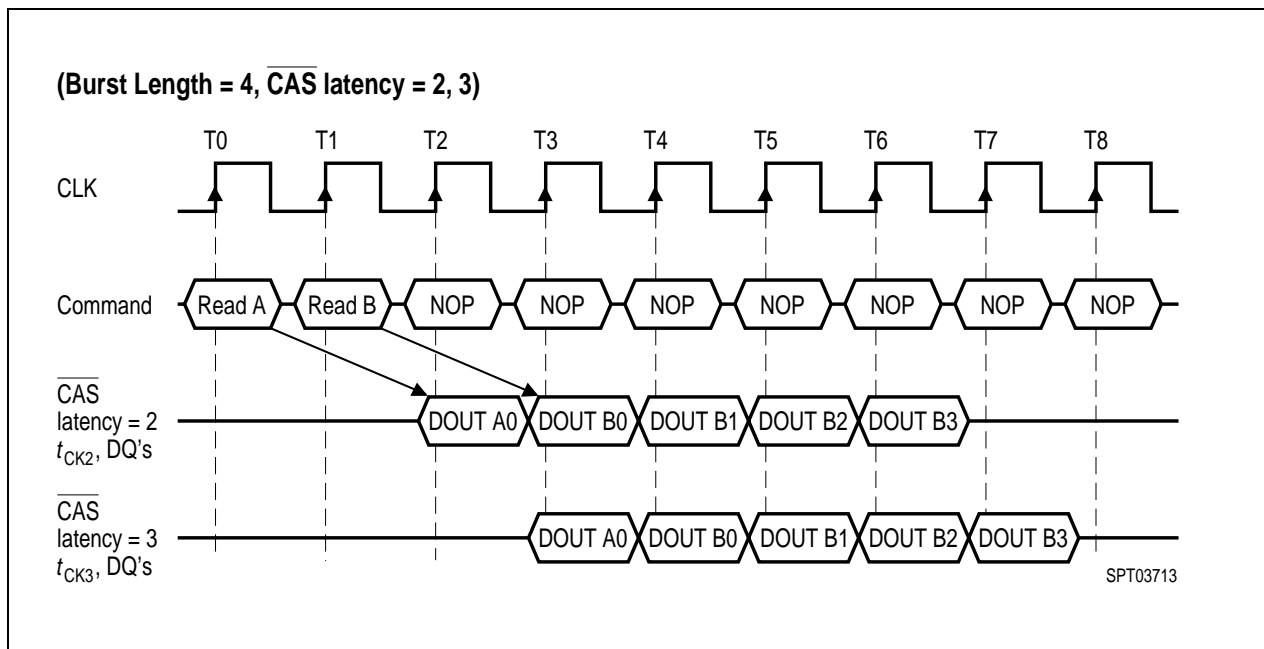 (Burst Length = 4, CAS latency = 2, 3)
T0 T1 T2 T3 T4 T5 T6 T7 T8
CLK
Command Read A Read B NOP NOP NOP NOP NOP NOP NOP
CAS
latency = 2
tCK2, DQ's
DOUT A0 DOUT B0 DOUT B1 DOUT B2 DOUT B3
CAS
latency = 3
tCK3, DQ's
DOUT A0 DOUT B0 DOUT B1 DOUT B2 DOUT B3
SPT03713